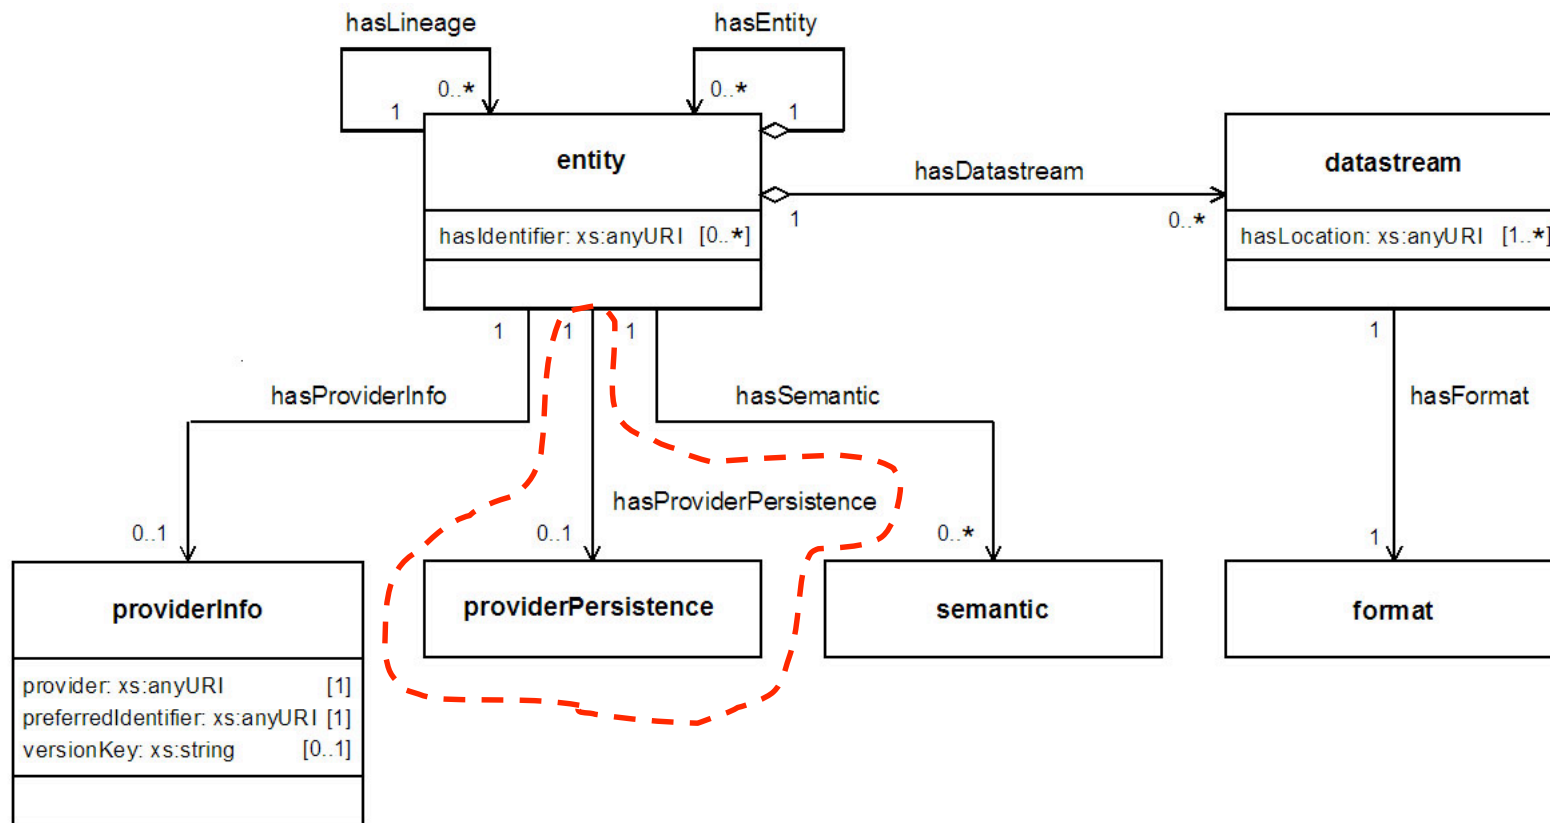 hasLineage
hasEntity
0..*
0..*
1
1
entity
datastream
hasDatastream
1
0..*
hasIdentifier: xs:anyURI [0..*]
hasLocation: xs:anyURI [1..*]
1
1
1
1
hasProviderInfo
hasSemantic
hasFormat
hasProviderPersistence
0..1
0..1
0..*
1
providerInfo
providerPersistence
semantic
format
provider: xs:anyURI [1]
preferredIdentifier: xs:anyURI [1]
versionKey: xs:string [0..1]